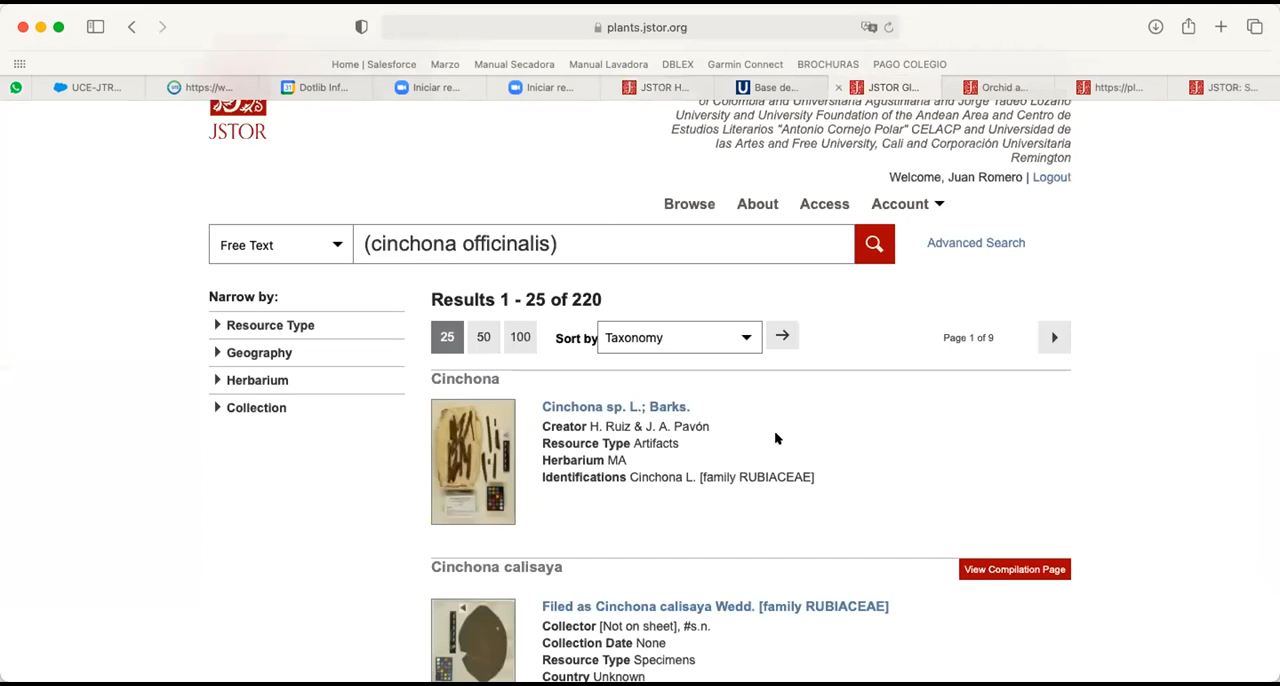 plants.jstor.org
Home | Salesforce Marzo Manual Secadora Manual Lavadora DBLEX Garmin Connect BROCHURAS PAGO COLEGIO
UCE-JTR... https://w... Dotlib Inf... Iniciar re... Iniciar re... JSTOR H... Base de... JSTOR Gl... Orchid a... https://pl... JSTOR: S...
JSTOR
of Colombia and Universitaria Agustiniana and Jorge Tadeo Lozano
University and University Foundation of the Andean Area and Centro de
Estudios Literarios "Antonio Cornejo Polar" CELACP and Universidad de
las Artes and Free University, Cali and Corporación Universitaria
Remington
Welcome, Juan Romero | Logout
Browse About Access Account
Free Text (cinchona officinalis) Advanced Search
Narrow by:
Resource Type
Geography
Herbarium
Collection
Results 1 - 25 of 220
25 50 100 Sort by Taxonomy Page 1 of 9
Cinchona
Cinchona sp. L.; Barks.
Creator H. Ruiz & J. A. Pavón
Resource Type Artifacts
Herbarium MA
Identifications Cinchona L. [family RUBIACEAE]
Cinchona calisaya View Compilation Page
Filed as Cinchona calisaya Wedd. [family RUBIACEAE]
Collector [Not on sheet], #s.n.
Collection Date None
Resource Type Specimens
Country Unknown